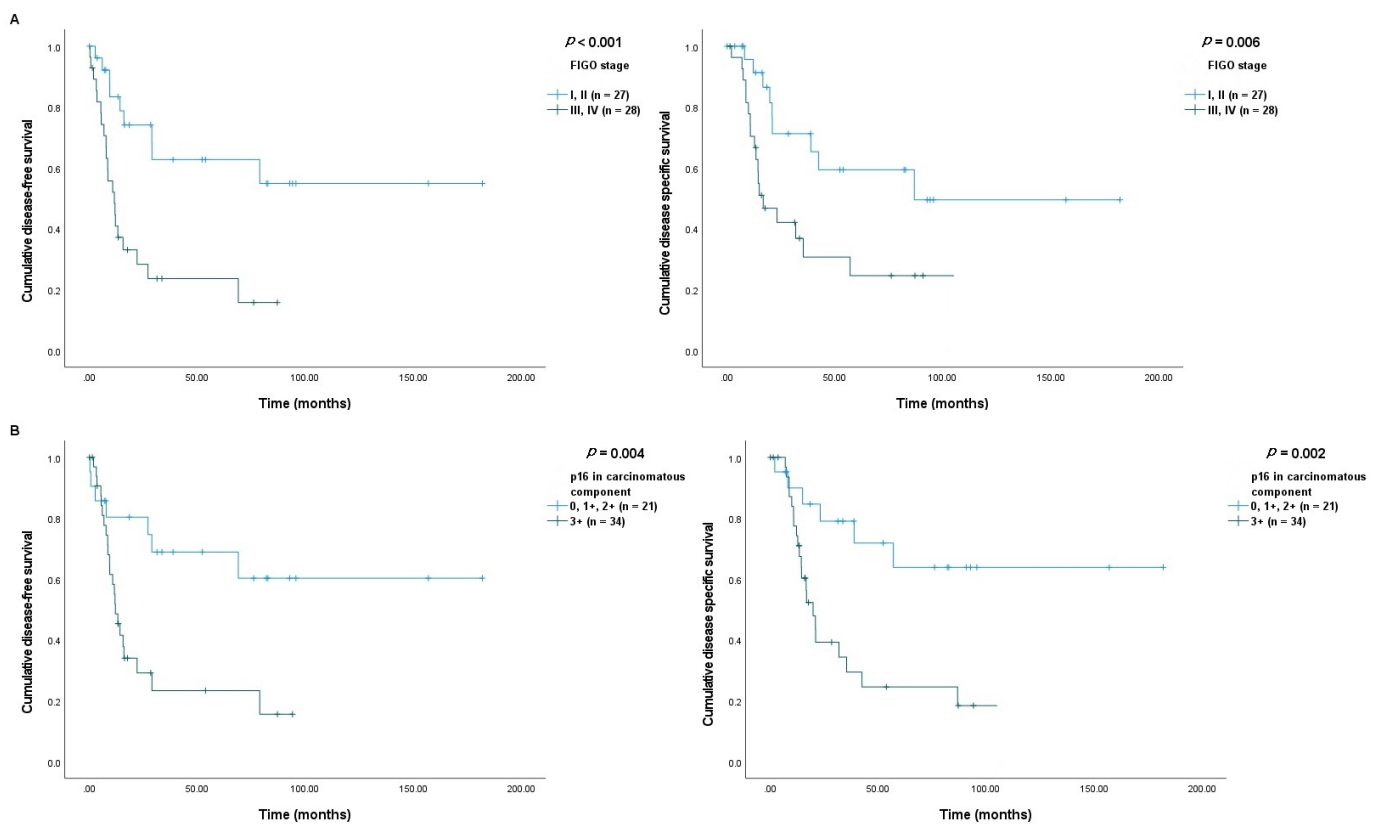 A
p < 0.001
FIGO stage
I, II (n = 27)
III, IV (n = 28)
Cumulative disease-free survival
1.0
0.8
0.6
0.4
0.2
0.0
.00 50.00 100.00 150.00 200.00
Time (months)
p = 0.006
FIGO stage
I, II (n = 27)
III, IV (n = 28)
Cumulative disease specific survival
1.0
0.8
0.6
0.4
0.2
0.0
.00 50.00 100.00 150.00 200.00
Time (months)
B
p = 0.004
p16 in carcinomatous
component
0, 1+, 2+ (n = 21)
3+ (n = 34)
Cumulative disease-free survival
1.0
0.8
0.6
0.4
0.2
0.0
.00 50.00 100.00 150.00 200.00
Time (months)
p = 0.002
p16 in carcinomatous
component
0, 1+, 2+ (n = 21)
3+ (n = 34)
Cumulative disease specific survival
1.0
0.8
0.6
0.4
0.2
0.0
.00 50.00 100.00 150.00 200.00
Time (months)